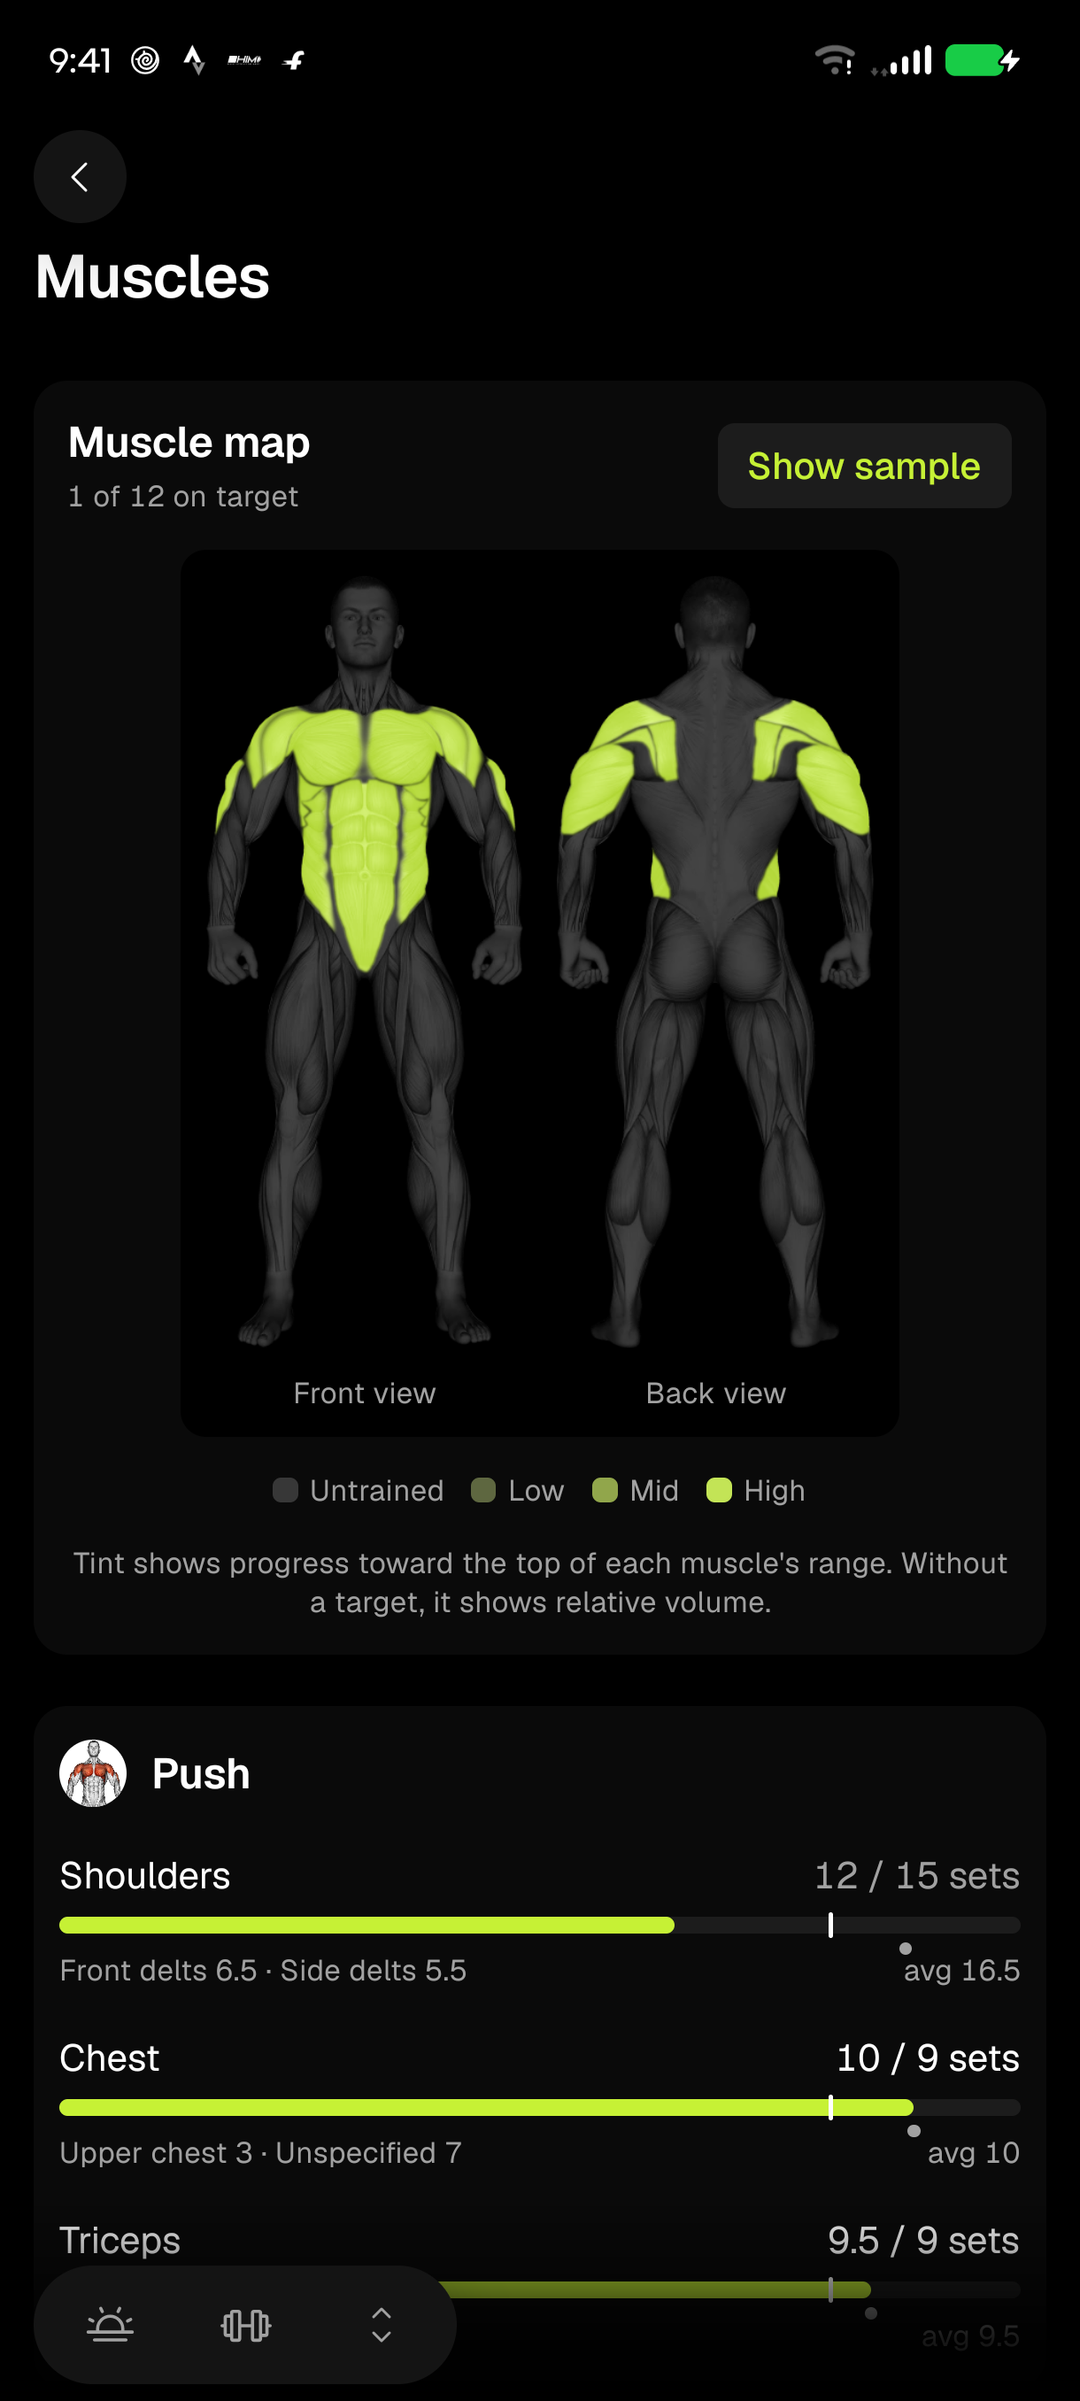 9:41
Muscles
Muscle map
1 of 12 on target
Show sample
Front view
Back view
Untrained
Low
Mid
High
Tint shows progress toward the top of each muscle's range. Without
a target, it shows relative volume.
Push
Shoulders
12 / 15 sets
Front delts 6.5 · Side delts 5.5
avg 16.5
Chest
10 / 9 sets
Upper chest 3 · Unspecified 7
avg 10
Triceps
9.5 / 9 sets
avg 9.5